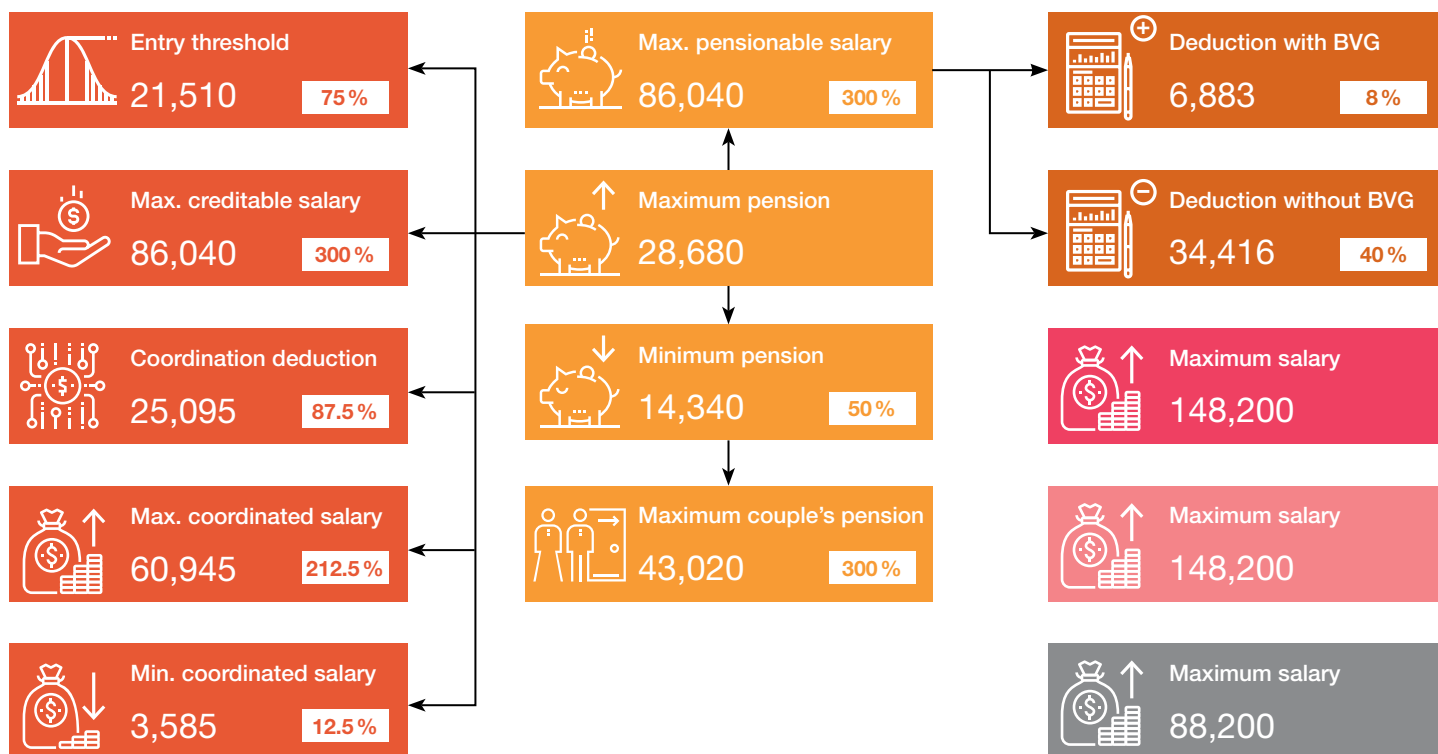 Entry threshold
21,510
75 %
Max. creditable salary
86,040
300 %
Coordination deduction
25,095
87.5 %
Max. coordinated salary
60,945
212.5 %
Min. coordinated salary
3,585
12.5 %
Max. pensionable salary
86,040
300 %
Maximum pension
28,680
Minimum pension
14,340
50 %
Maximum couple's pension
43,020
300 %
Deduction with BVG
6,883
8 %
Deduction without BVG
34,416
40 %
Maximum salary
148,200
Maximum salary
148,200
Maximum salary
88,200